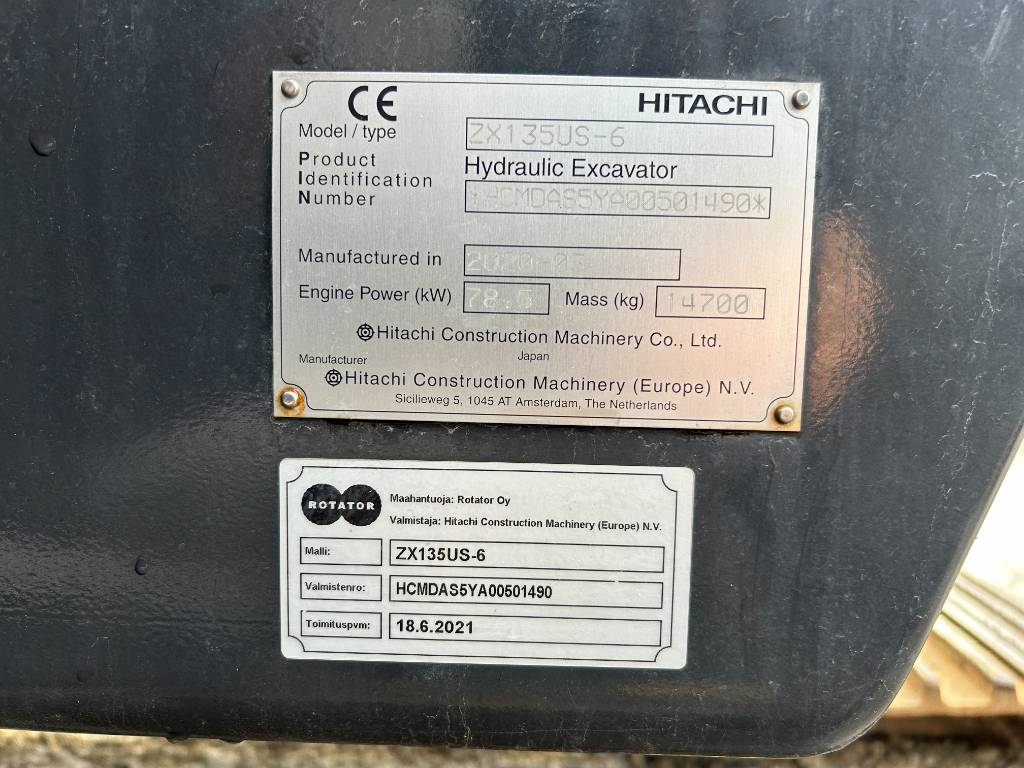 CE HITACHI
Model / type ZX135US-6
Product Hydraulic Excavator
Identification
Number *HCMDAS5YA00501490*
Manufactured in 2020-03
Engine Power (kW) 78.5 Mass (kg) 14700
Hitachi Construction Machinery Co., Ltd.
Japan
Manufacturer
Hitachi Construction Machinery (Europe) N.V.
Sicilieweg 5, 1045 AT Amsterdam, The Netherlands
ROTATOR
Maahantuoja: Rotator Oy
Valmistaja: Hitachi Construction Machinery (Europe) N.V.
Malli: ZX135US-6
Valmistenro: HCMDAS5YA00501490
Toimituspvm: 18.6.2021